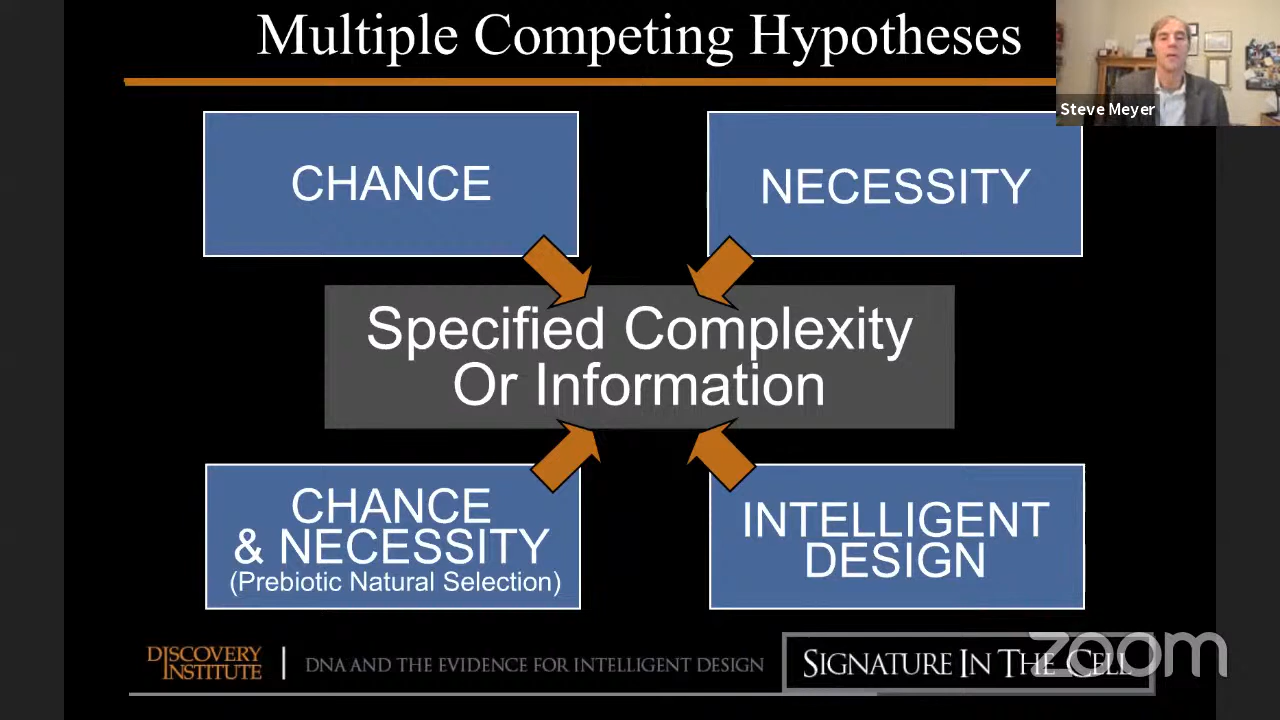 Multiple Competing Hypotheses
Steve Meyer
CHANCE
NECESSITY
Specified Complexity
Or Information
CHANCE
& NECESSITY
(Prebiotic Natural Selection)
INTELLIGENT
DESIGN
DISCOVERY
INSTITUTE
DNA AND THE EVIDENCE FOR INTELLIGENT DESIGN
SIGNATURE IN THE CELL
zoom